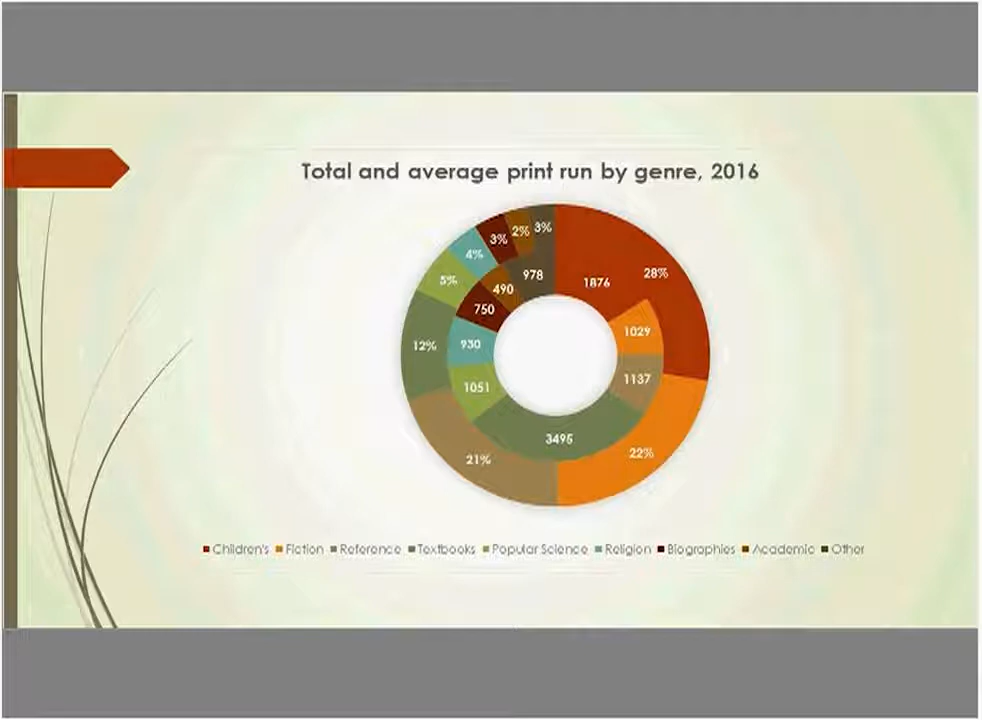 Total and average print run by genre, 2016
3% 2% 3%
4% 978 28%
5% 490 1876
750
12% 930 1029
1051 1137
3495
21% 22%
Children's Fiction Reference Textbooks Popular Science Religion Biographies Academic Other